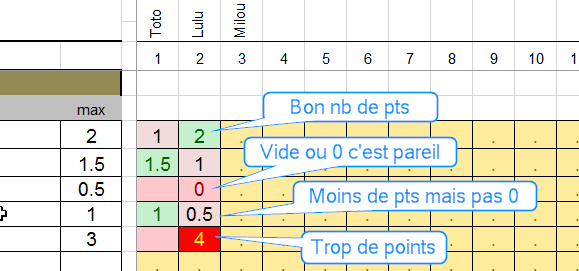 Toto Lulu Milou
1 2 3 4 5 6 7 8 9 10 1
Bon nb de pts
max
2 1 2 . . . . . .
Vide ou 0 c'est pareil
1.5 1.5 1
0.5 0
Moins de pts mais pas 0
1 1 0.5
3 4 . . . .
Trop de points
. . . . . . . .